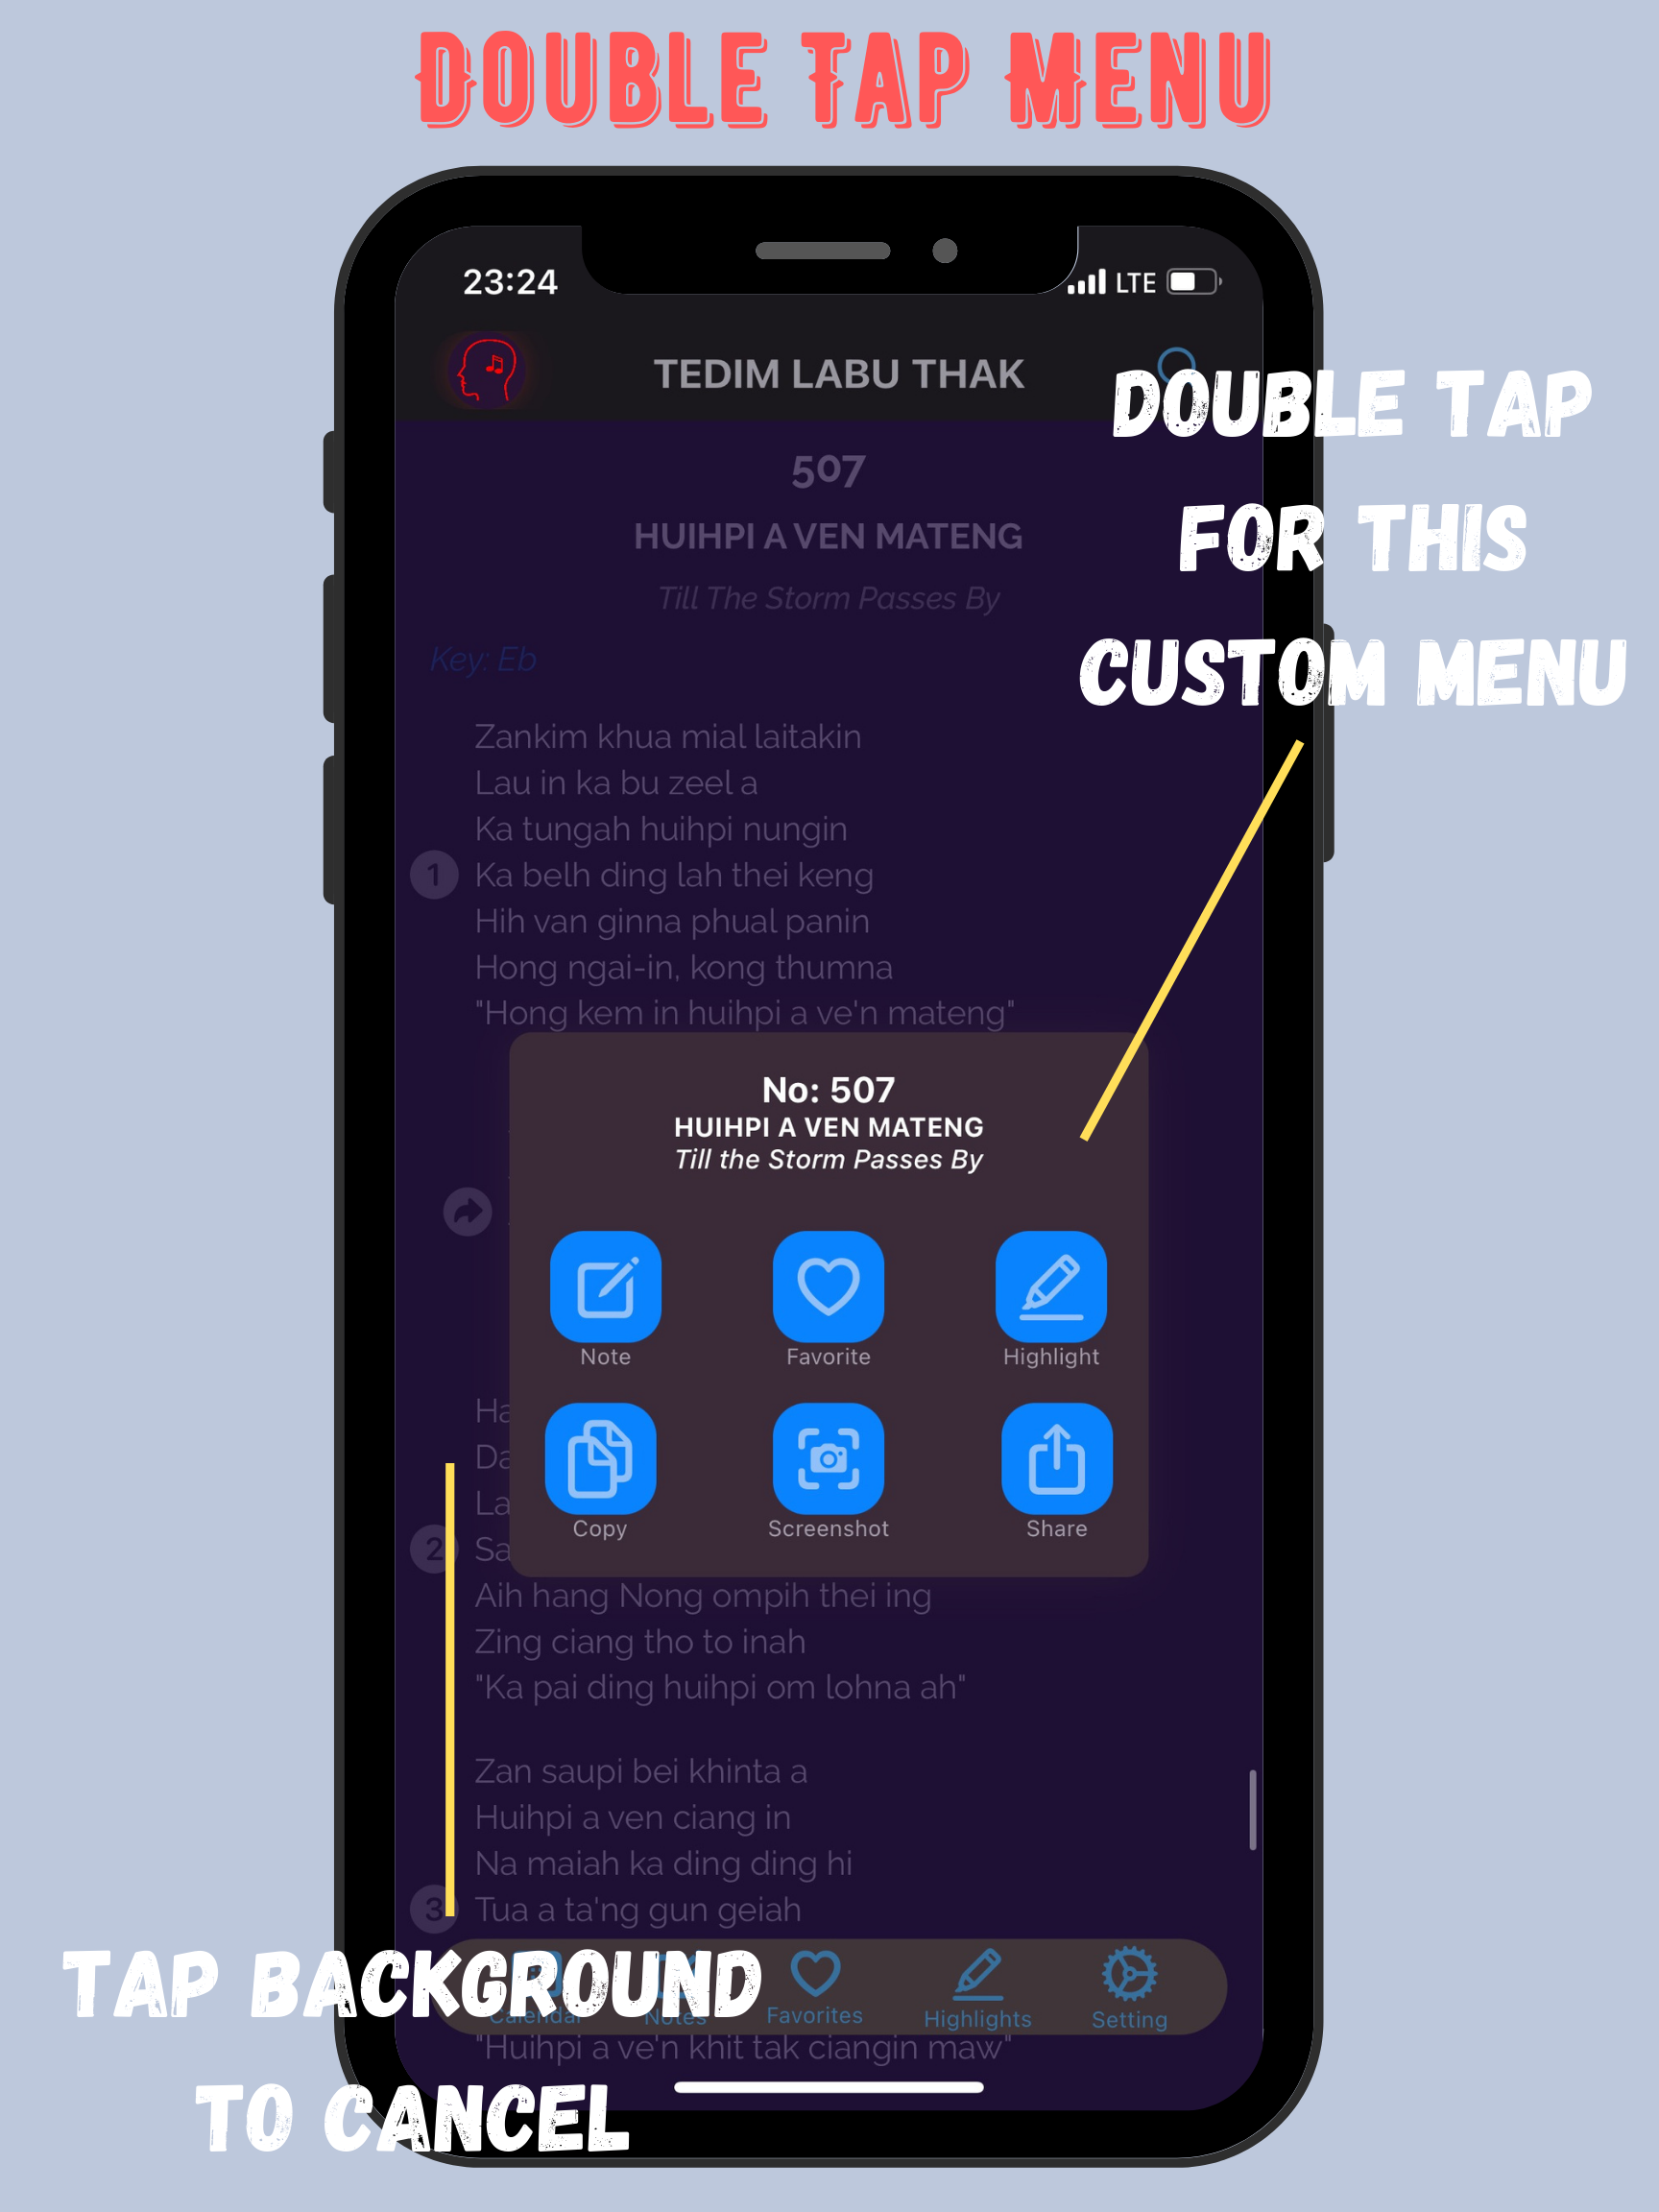 DOUBLE TAP MENU
23:24
LTE
TEDIM LABU THAK
DOUBLE TAP
FOR THIS
CUSTOM MENU
507
HUIHPI A VEN MATENG
Till The Storm Passes By
Key: Eb
Zankim khua mial laitakin
Lau in ka bu zeel a
Ka tungah huihpi nungin
1 Ka belh ding lah thei keng
Hih van ginna phual panin
Hong ngai-in, kong thumna
"Hong kem in huihpi a ve'n mateng"
No: 507
HUIHPI A VEN MATENG
Till the Storm Passes By
Note Favorite Highlight
Copy Screenshot Share
2
Aih hang Nong ompih thei ing
Zing ciang tho to inah
"Ka pai ding huihpi om lohna ah"
Zan saupi bei khinta a
Huihpi a ven ciang in
Na maiah ka ding ding hi
3 Tua a ta'ng gun geiah
TAP BACKGROUND
TO CANCEL
Calendar Notes Favorites Highlights Setting
"Huihpi a ve'n khit tak ciangin maw"